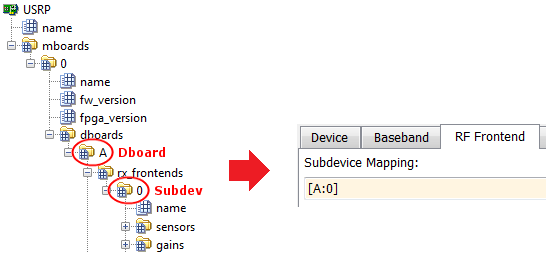 USRP
name
mboards
0
name
fw_version
fpga_version
dboards
A Dboard
rx_frontends
0 Subdev
name
sensors
gains
Device Baseband RF Frontend
Subdevice Mapping:
[A:0]